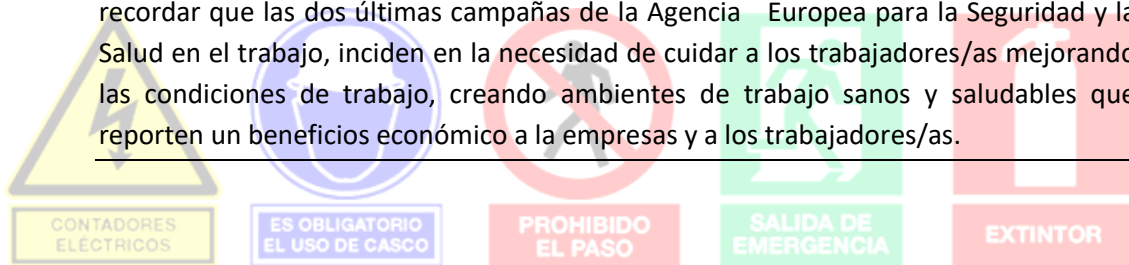 recordar que las dos últimas campañas de la Agencia Europea para la Seguridad y la
Salud en el trabajo, inciden en la necesidad de cuidar a los trabajadores/as mejorando
las condiciones de trabajo, creando ambientes de trabajo sanos y saludables que
reporten un beneficios económico a la empresas y a los trabajadores/as.
CONTADORES
ELÉCTRICOS
ES OBLIGATORIO
EL USO DE CASCO
PROHIBIDO
EL PASO
SALIDA DE
EMERGENCIA
EXTINTOR